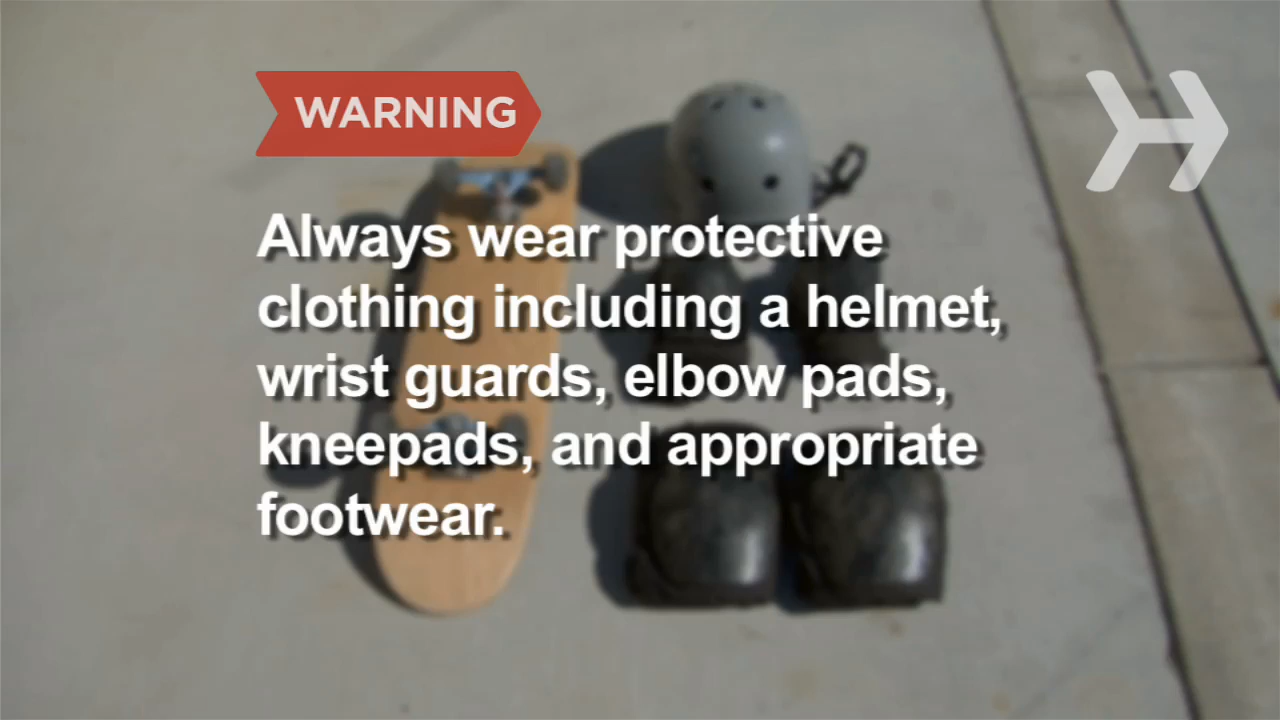 WARNING
Always wear protective
clothing including a helmet,
wrist guards, elbow pads,
kneepads, and appropriate
footwear.